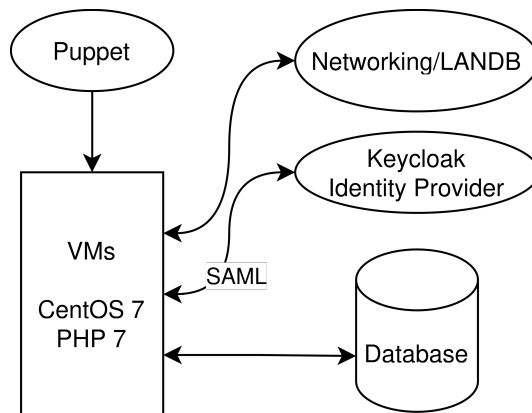 Puppet
Networking/LANDB
Keycloak
Identity Provider
VMs
SAML
CentOS 7
PHP 7
Database